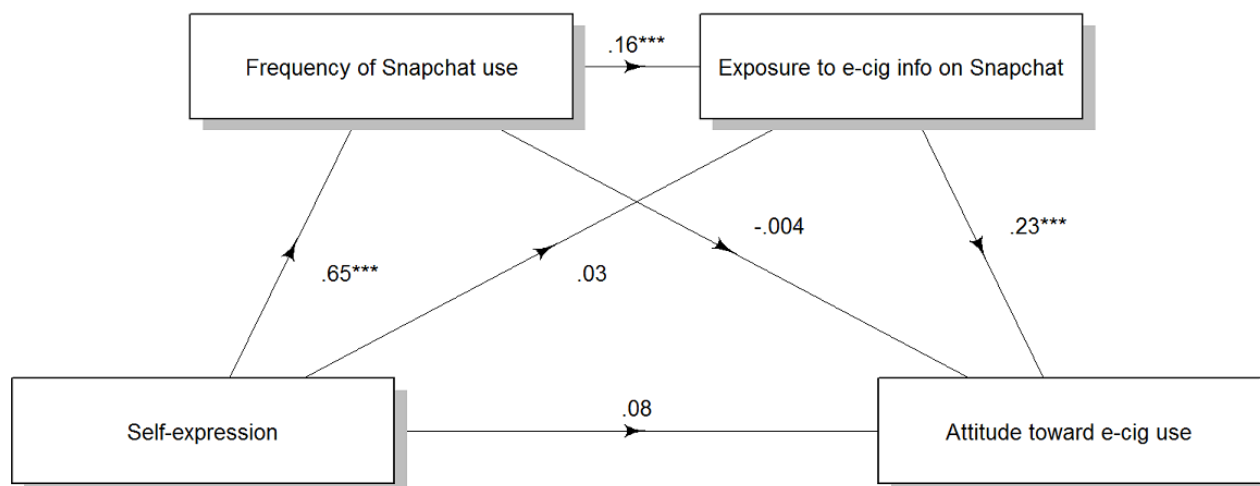 .16***
Frequency of Snapchat use
Exposure to e-cig info on Snapchat
-.004
.23***
.65***
.03
.08
Self-expression
Attitude toward e-cig use